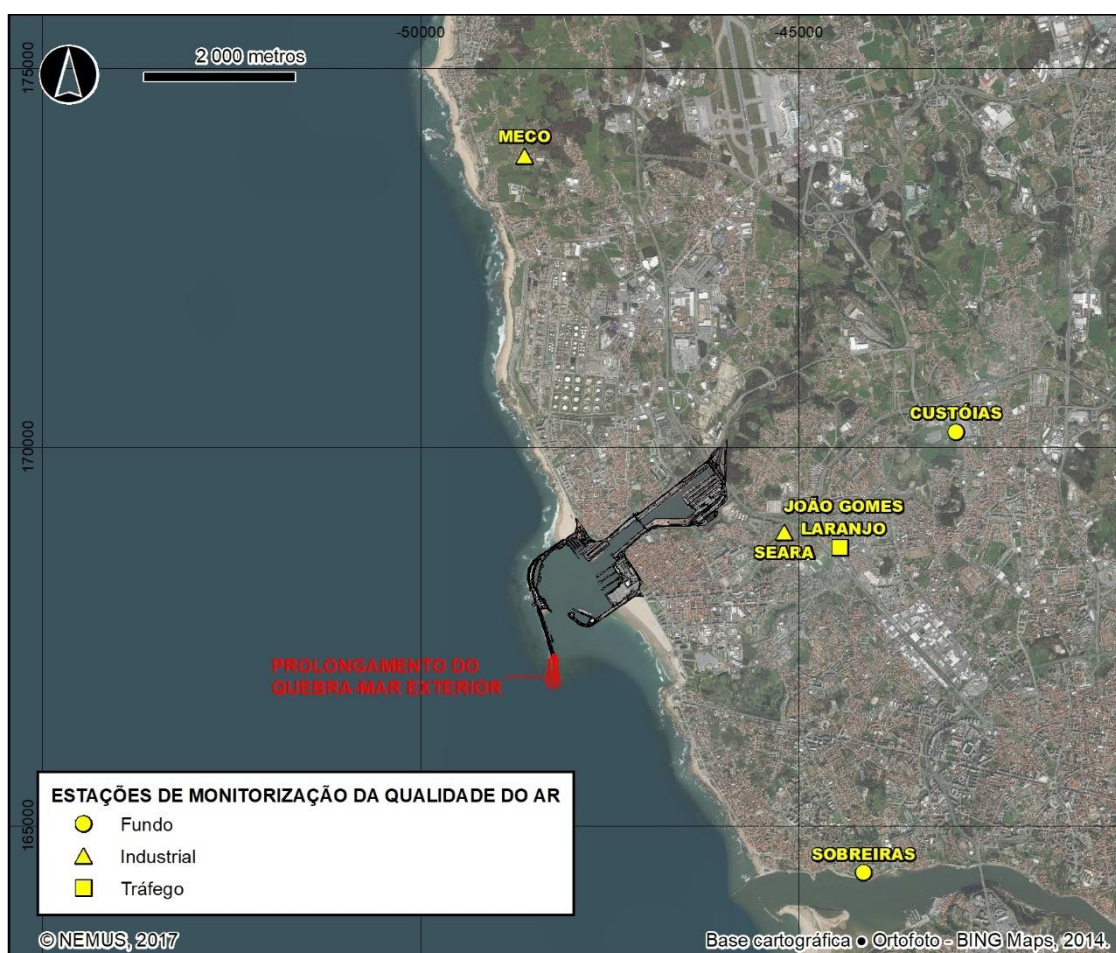 -50000
-45000
175000
2 000 metros
MECO
170000
CUSTÓIAS
JOÃO GOMES
LARANJO
SEARA
PROLONGAMENTO DO
QUEBRA-MAR EXTERIOR
165000
ESTAÇÕES DE MONITORIZAÇÃO DA QUALIDADE DO AR
Fundo
Industrial
Tráfego
SOBREIRAS
© NEMUS, 2017
Base cartográfica ● Ortofoto - BING Maps, 2014.